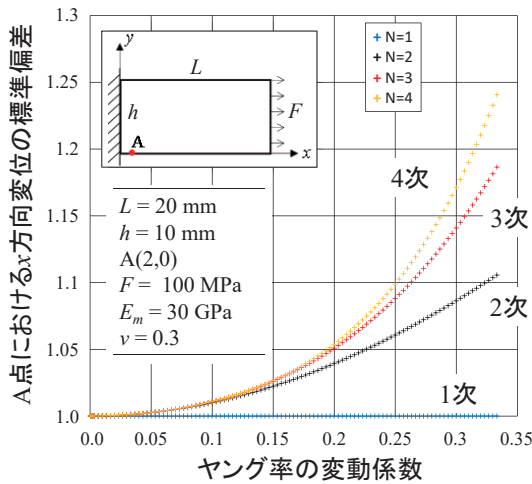 A点におけるx方向変位の標準偏差
1.3
1.25
1.2
1.15
1.1
1.05
1.0
y
L
h
A
F
x
L = 20 mm
h = 10 mm
A(2,0)
F = 100 MPa
E_m = 30 GPa
ν = 0.3
N=1
N=2
N=3
N=4
4次
3次
2次
1次
0.0 0.05 0.1 0.15 0.2 0.25 0.3 0.35
ヤング率の変動係数